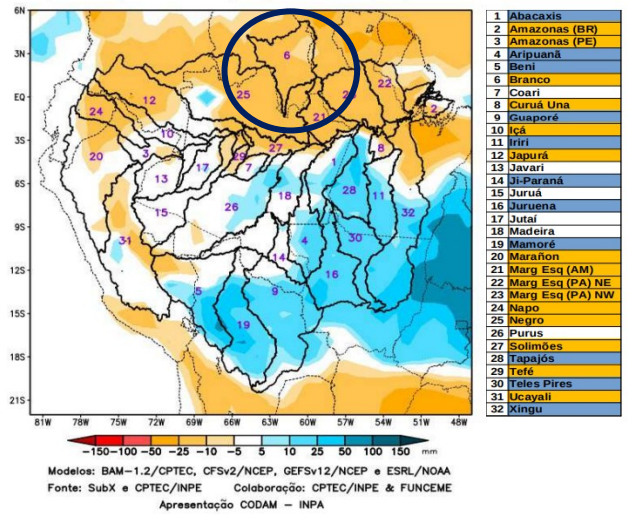 6N
3N
EQ
3S
6S
9S
12S
15S
18S
21S
6
22
12
25
24
21
2
10
20
3
29
27
8
1
17
7
13
18
28
11
15
26
32
31
4
30
14
16
5
9
19
81W 78W 75W 72W 69W 66W 63W 60W 57W 54W 51W 48W
-150 -100 -50 -25 -10 -5 5 10 25 50 100 150 mm
Modelos: BAM-1.2/CPTEC, CFSv2/NCEP, GEFSv12/NCEP e ESRL/NOAA
Fonte: SubX e CPTEC/INPE Colaboração: CPTEC/INPE & FUNCEME
Apresentação CODAM - INPA
1 Abacaxis
2 Amazonas (BR)
3 Amazonas (PE)
4 Aripuanã
5 Beni
6 Branco
7 Coari
8 Curuá Una
9 Guaporé
10 Içá
11 Iriri
12 Japurá
13 Javari
14 Ji-Paraná
15 Juruá
16 Juruena
17 Jutaí
18 Madeira
19 Mamoré
20 Marañon
21 Marg Esq (AM)
22 Marg Esq (PA) NE
23 Marg Esq (PA) NW
24 Napo
25 Negro
26 Purus
27 Solimões
28 Tapajós
29 Tefé
30 Teles Pires
31 Ucayali
32 Xingu